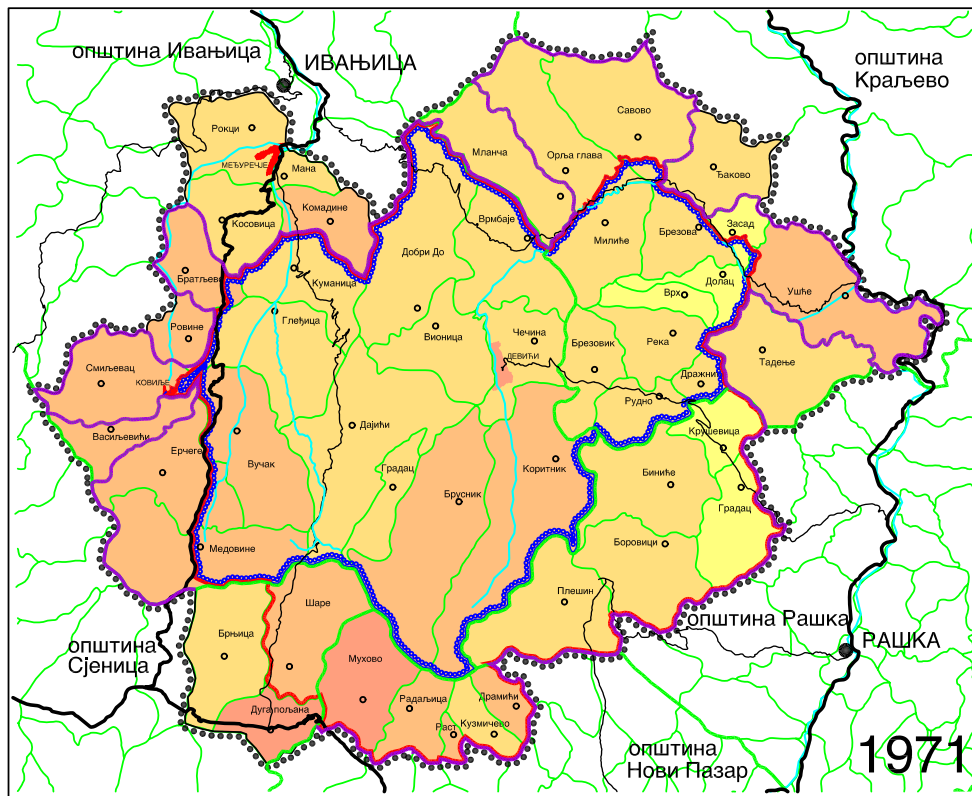 општина Ивањица
ИВАЊИЦА
општина
Краљево
Рокци
Савово
МЕЂУРЕЧЈЕ
Мана
Мланча
Орља глава
Ђаково
Комадине
Косовица
Врмбаје
Милиће
Брезова
Засад
Добри До
Братљево
Куманица
Долац
Врх
Ушће
Глеђица
Ровине
Вионица
Чечина
Брезовик
Река
ДЕВИЋИ
Тадење
Смиљевац
КОВИЉЕ
Дражниће
Рудно
Василевићи
Дајићи
Крушевица
Ерчеге
Вучак
Градац
Коритник
Биниће
Брусник
Градац
Медовине
Боровици
Плешин
Шаре
општина Рашка
општина
Сјеница
Брњица
РАШКА
Мухово
Радаљица
Драмићи
Дуга пољана
Раст
Кузмичево
општина
Нови Пазар
1971